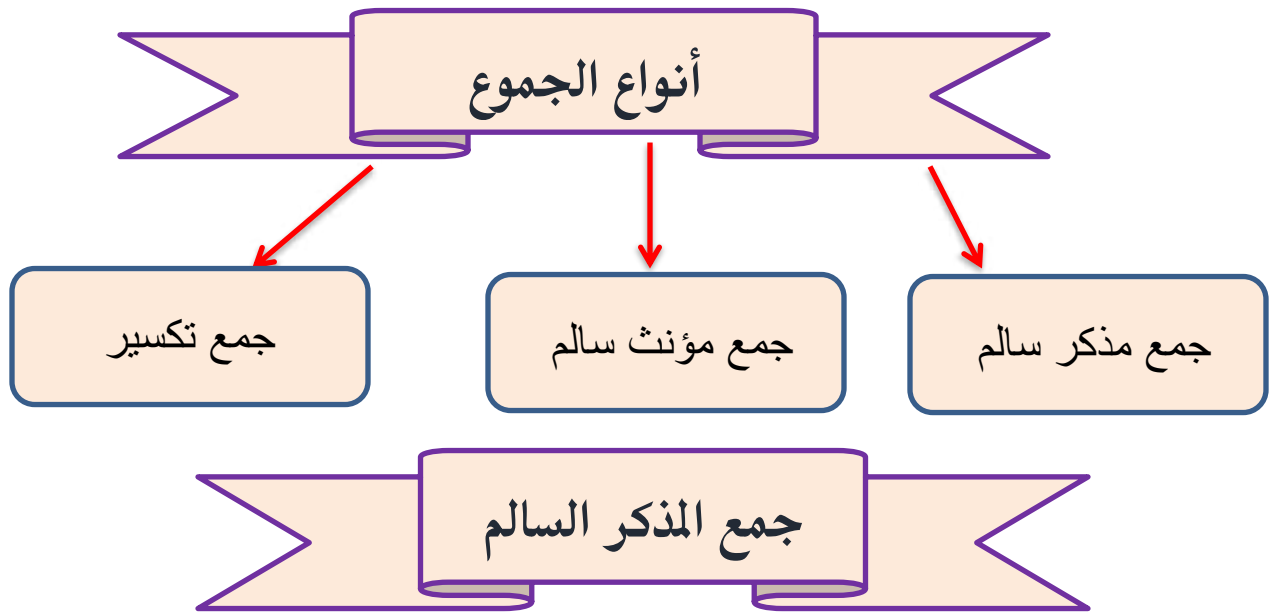 أنواع الجموع
جمع مذكر سالم
جمع مؤنث سالم
جمع تكسير
جمع المذكر السالم